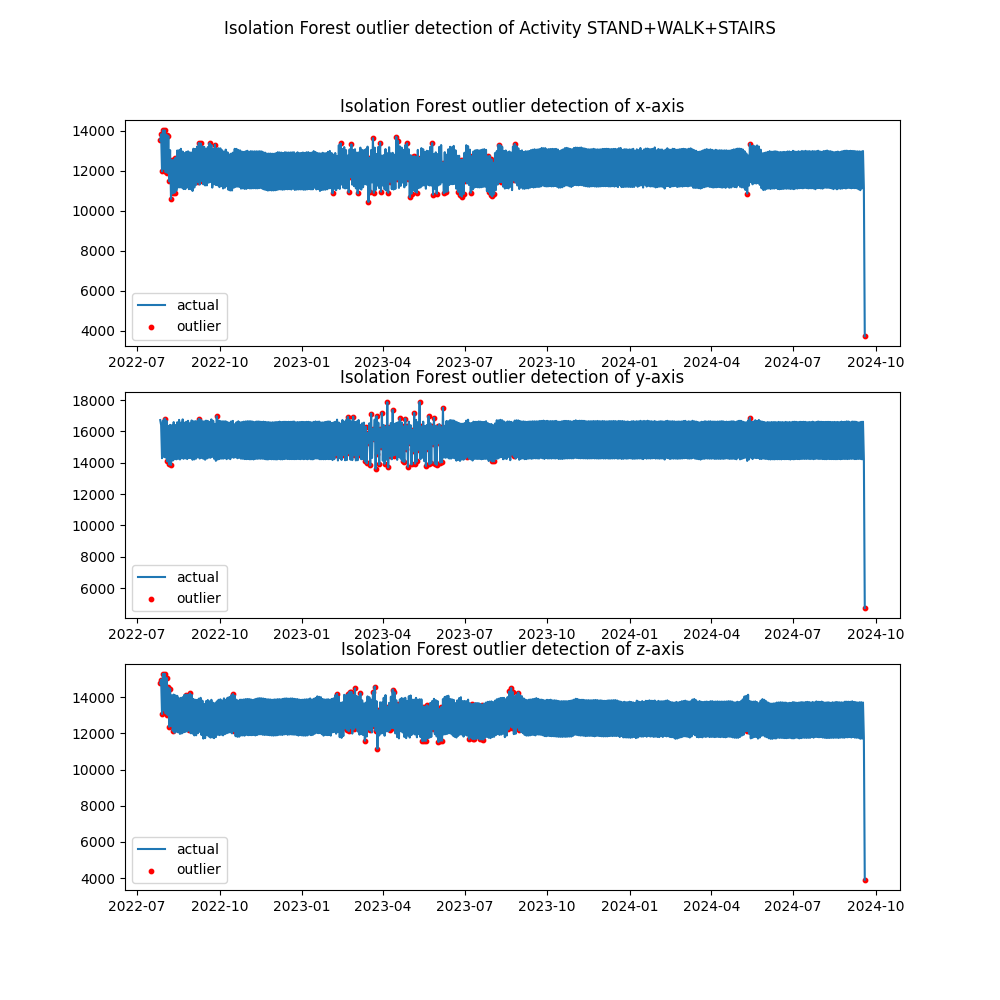 Isolation Forest outlier detection of Activity STAND+WALK+STAIRS
Isolation Forest outlier detection of x-axis
14000
12000
10000
8000
6000
4000
actual
outlier
2022-07 2022-10 2023-01 2023-04 2023-07 2023-10 2024-01 2024-04 2024-07 2024-10
Isolation Forest outlier detection of y-axis
18000
16000
14000
12000
10000
8000
6000
actual
outlier
2022-07 2022-10 2023-01 2023-04 2023-07 2023-10 2024-01 2024-04 2024-07 2024-10
Isolation Forest outlier detection of z-axis
14000
12000
10000
8000
6000
4000
actual
outlier
2022-07 2022-10 2023-01 2023-04 2023-07 2023-10 2024-01 2024-04 2024-07 2024-10